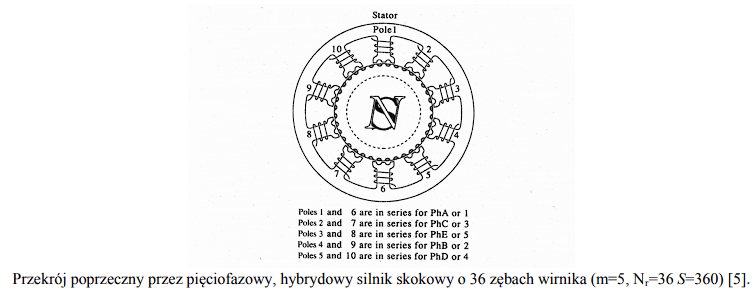 Stator
Pole1
10
2
9
3
8
4
7
5
6
N
S
Poles 1 and 6 are in series for PhA or 1
Poles 2 and 7 are in series for PhC or 3
Poles 3 and 8 are in series for PhE or 5
Poles 4 and 9 are in series for PhB or 2
Poles 5 and 10 are in series for PhD or 4
Przekrój poprzeczny przez pięciofazowy, hybrydowy silnik skokowy o 36 zębach wirnika (m=5, Nr=36 S=360) [5].